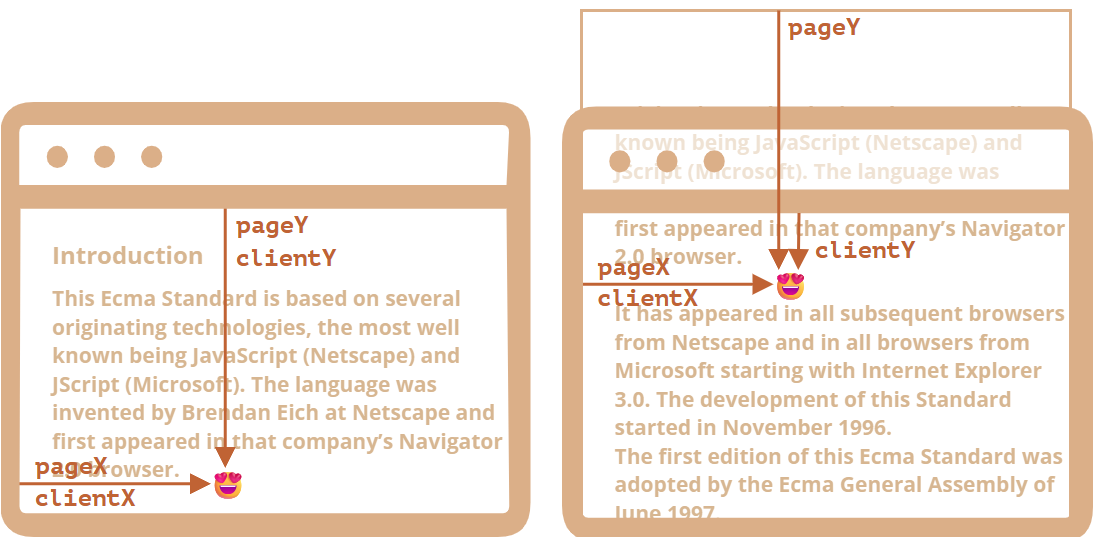 pageY
clientY
Introduction
This Ecma Standard is based on several
originating technologies, the most well
known being JavaScript (Netscape) and
JScript (Microsoft). The language was
invented by Brendan Eich at Netscape and
first appeared in that company's Navigator
2.0 browser.
pageX
clientX
pageY
known being JavaScript (Netscape) and
JScript (Microsoft). The language was
first appeared in that company's Navigator
2.0 browser.
clientY
pageX
clientX
It has appeared in all subsequent browsers
from Netscape and in all browsers from
Microsoft starting with Internet Explorer
3.0. The development of this Standard
started in November 1996.
The first edition of this Ecma Standard was
adopted by the Ecma General Assembly of
June 1997.